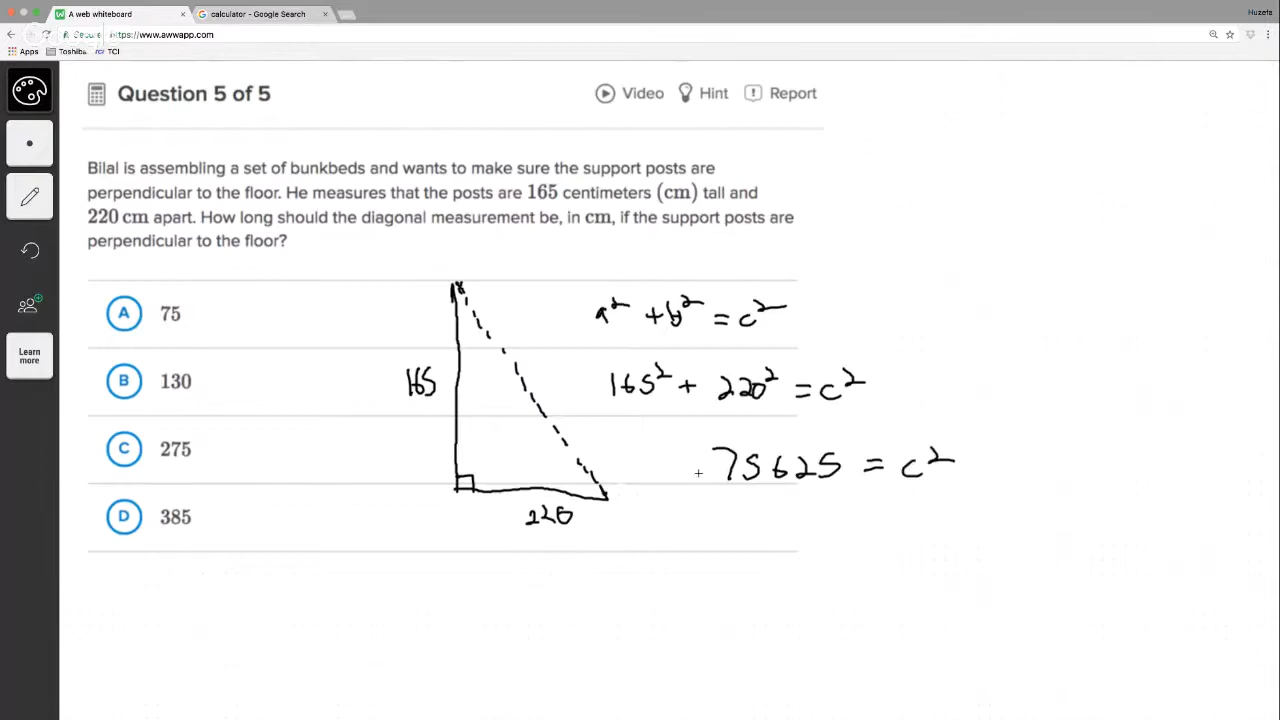 A web whiteboard × calculator - Google Search × Huzefa
Secure https://www.awwapp.com
Apps Toshiba TCI
Question 5 of 5 Video Hint Report
Bilal is assembling a set of bunkbeds and wants to make sure the support posts are
perpendicular to the floor. He measures that the posts are 165 centimeters (cm) tall and
220 cm apart. How long should the diagonal measurement be, in cm, if the support posts are
perpendicular to the floor?
A 75
B 130
C 275
D 385
Learn
more
165
220
a² + b² = c²
165² + 220² = c²
75625 = c²